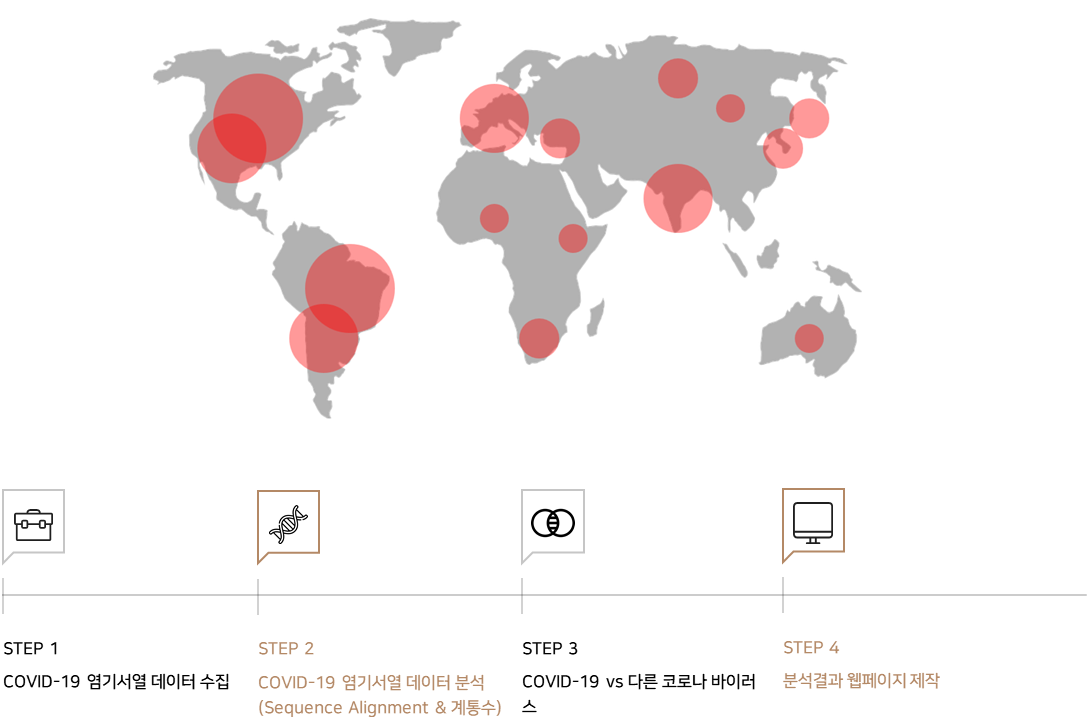 STEP 1
COVID-19 염기서열 데이터 수집
STEP 2
COVID-19 염기서열 데이터 분석
(Sequence Alignment & 계통수)
STEP 3
COVID-19 vs 다른 코로나 바이러
스
STEP 4
분석결과 웹페이지 제작